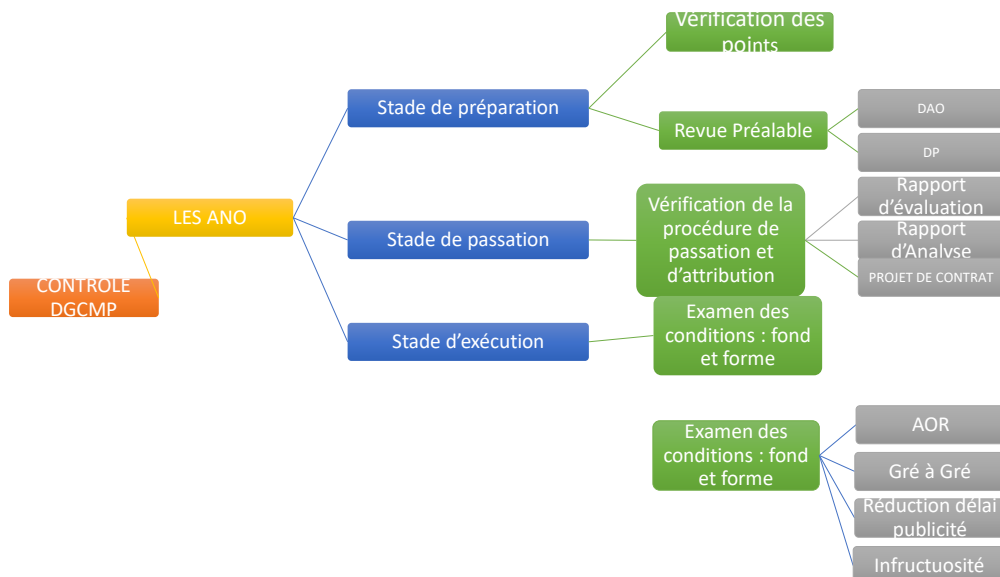 Vérification des
points
Stade de préparation
Revue Préalable
DAO
DP
LES ANO
Stade de passation
Vérification de la
procédure de
passation et
d'attribution
Rapport
d'évaluation
Rapport
d'Analyse
PROJET DE CONTRAT
CONTROLE
DGCMP
Stade d'exécution
Examen des
conditions : fond
et forme
Examen des
conditions : fond
et forme
AOR
Gré à Gré
Réduction délai
publicité
Infructuosité